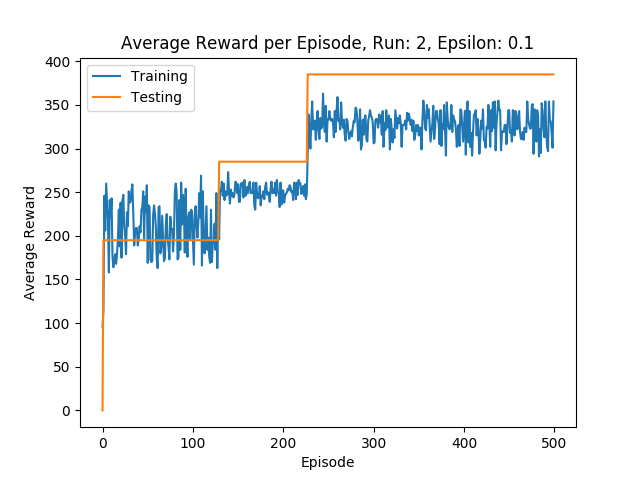 Average Reward per Episode, Run: 2, Epsilon: 0.1
Training
Testing
Average Reward
400
350
300
250
200
150
100
50
0
0 100 200 300 400 500
Episode